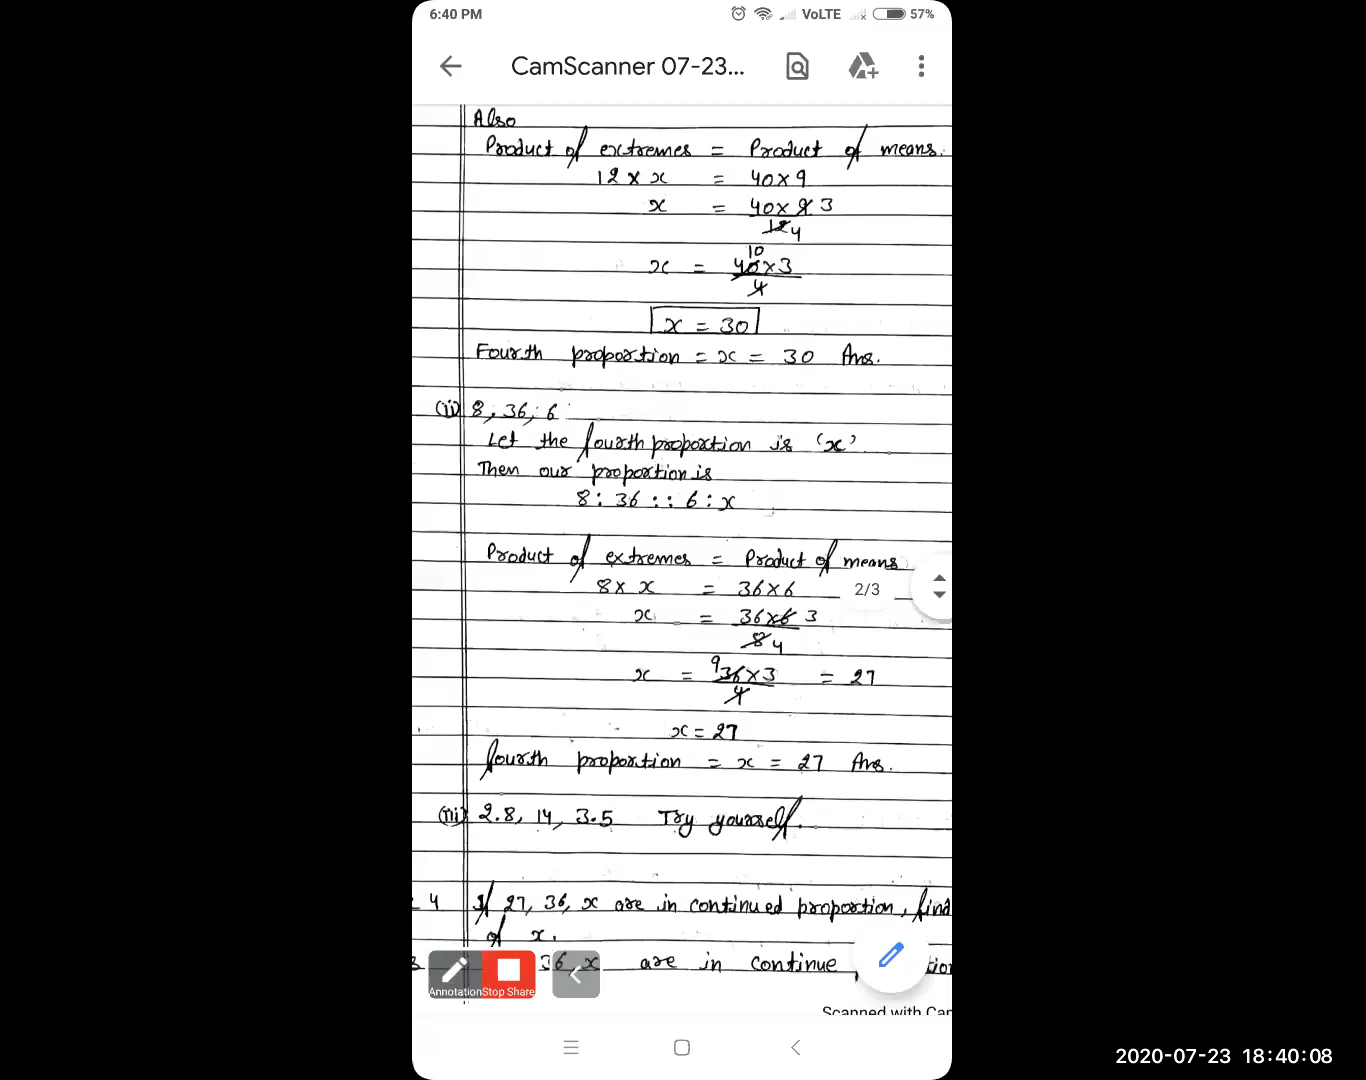 6:40 PM VoLTE 57%
CamScanner 07-23...
Also
Product of extremes = Product of means.
12 × x = 40 × 9
x = 40 × 9 3
12 4
10
x = 40 × 3
4
x = 30
Fourth proportion = x = 30 Ans.
(ii) 8, 36, 6
Let the fourth proportion is 'x'
Then our proportion is
8 : 36 :: 6 : x
Product of extremes = Product of means
8 × x = 36 × 6
2/3
x = 36 × 6 3
8 4
9
x = 36 × 3 = 27
4
x = 27
fourth proportion = x = 27 Ans.
(iii) 2.8, 14, 3.5 Try yourself.
4 If 27, 36, x are in continued proportion, find
of x.
36, x are in continue
Annotation Stop Share
Scanned with Car
2020-07-23 18:40:08